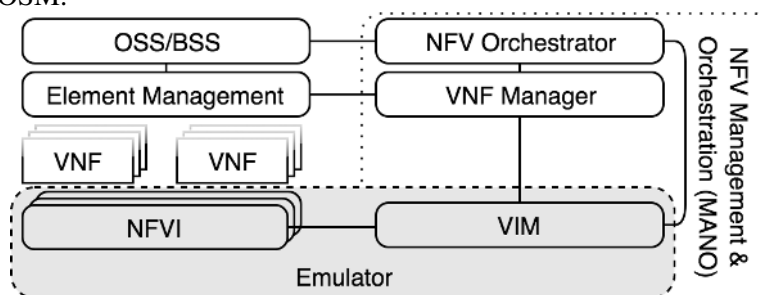 OSM.
OSS/BSS
NFV Orchestrator
Element Management
VNF Manager
VNF
VNF
NFVI
VIM
Emulator
NFV Management &
Orchestration (MANO)